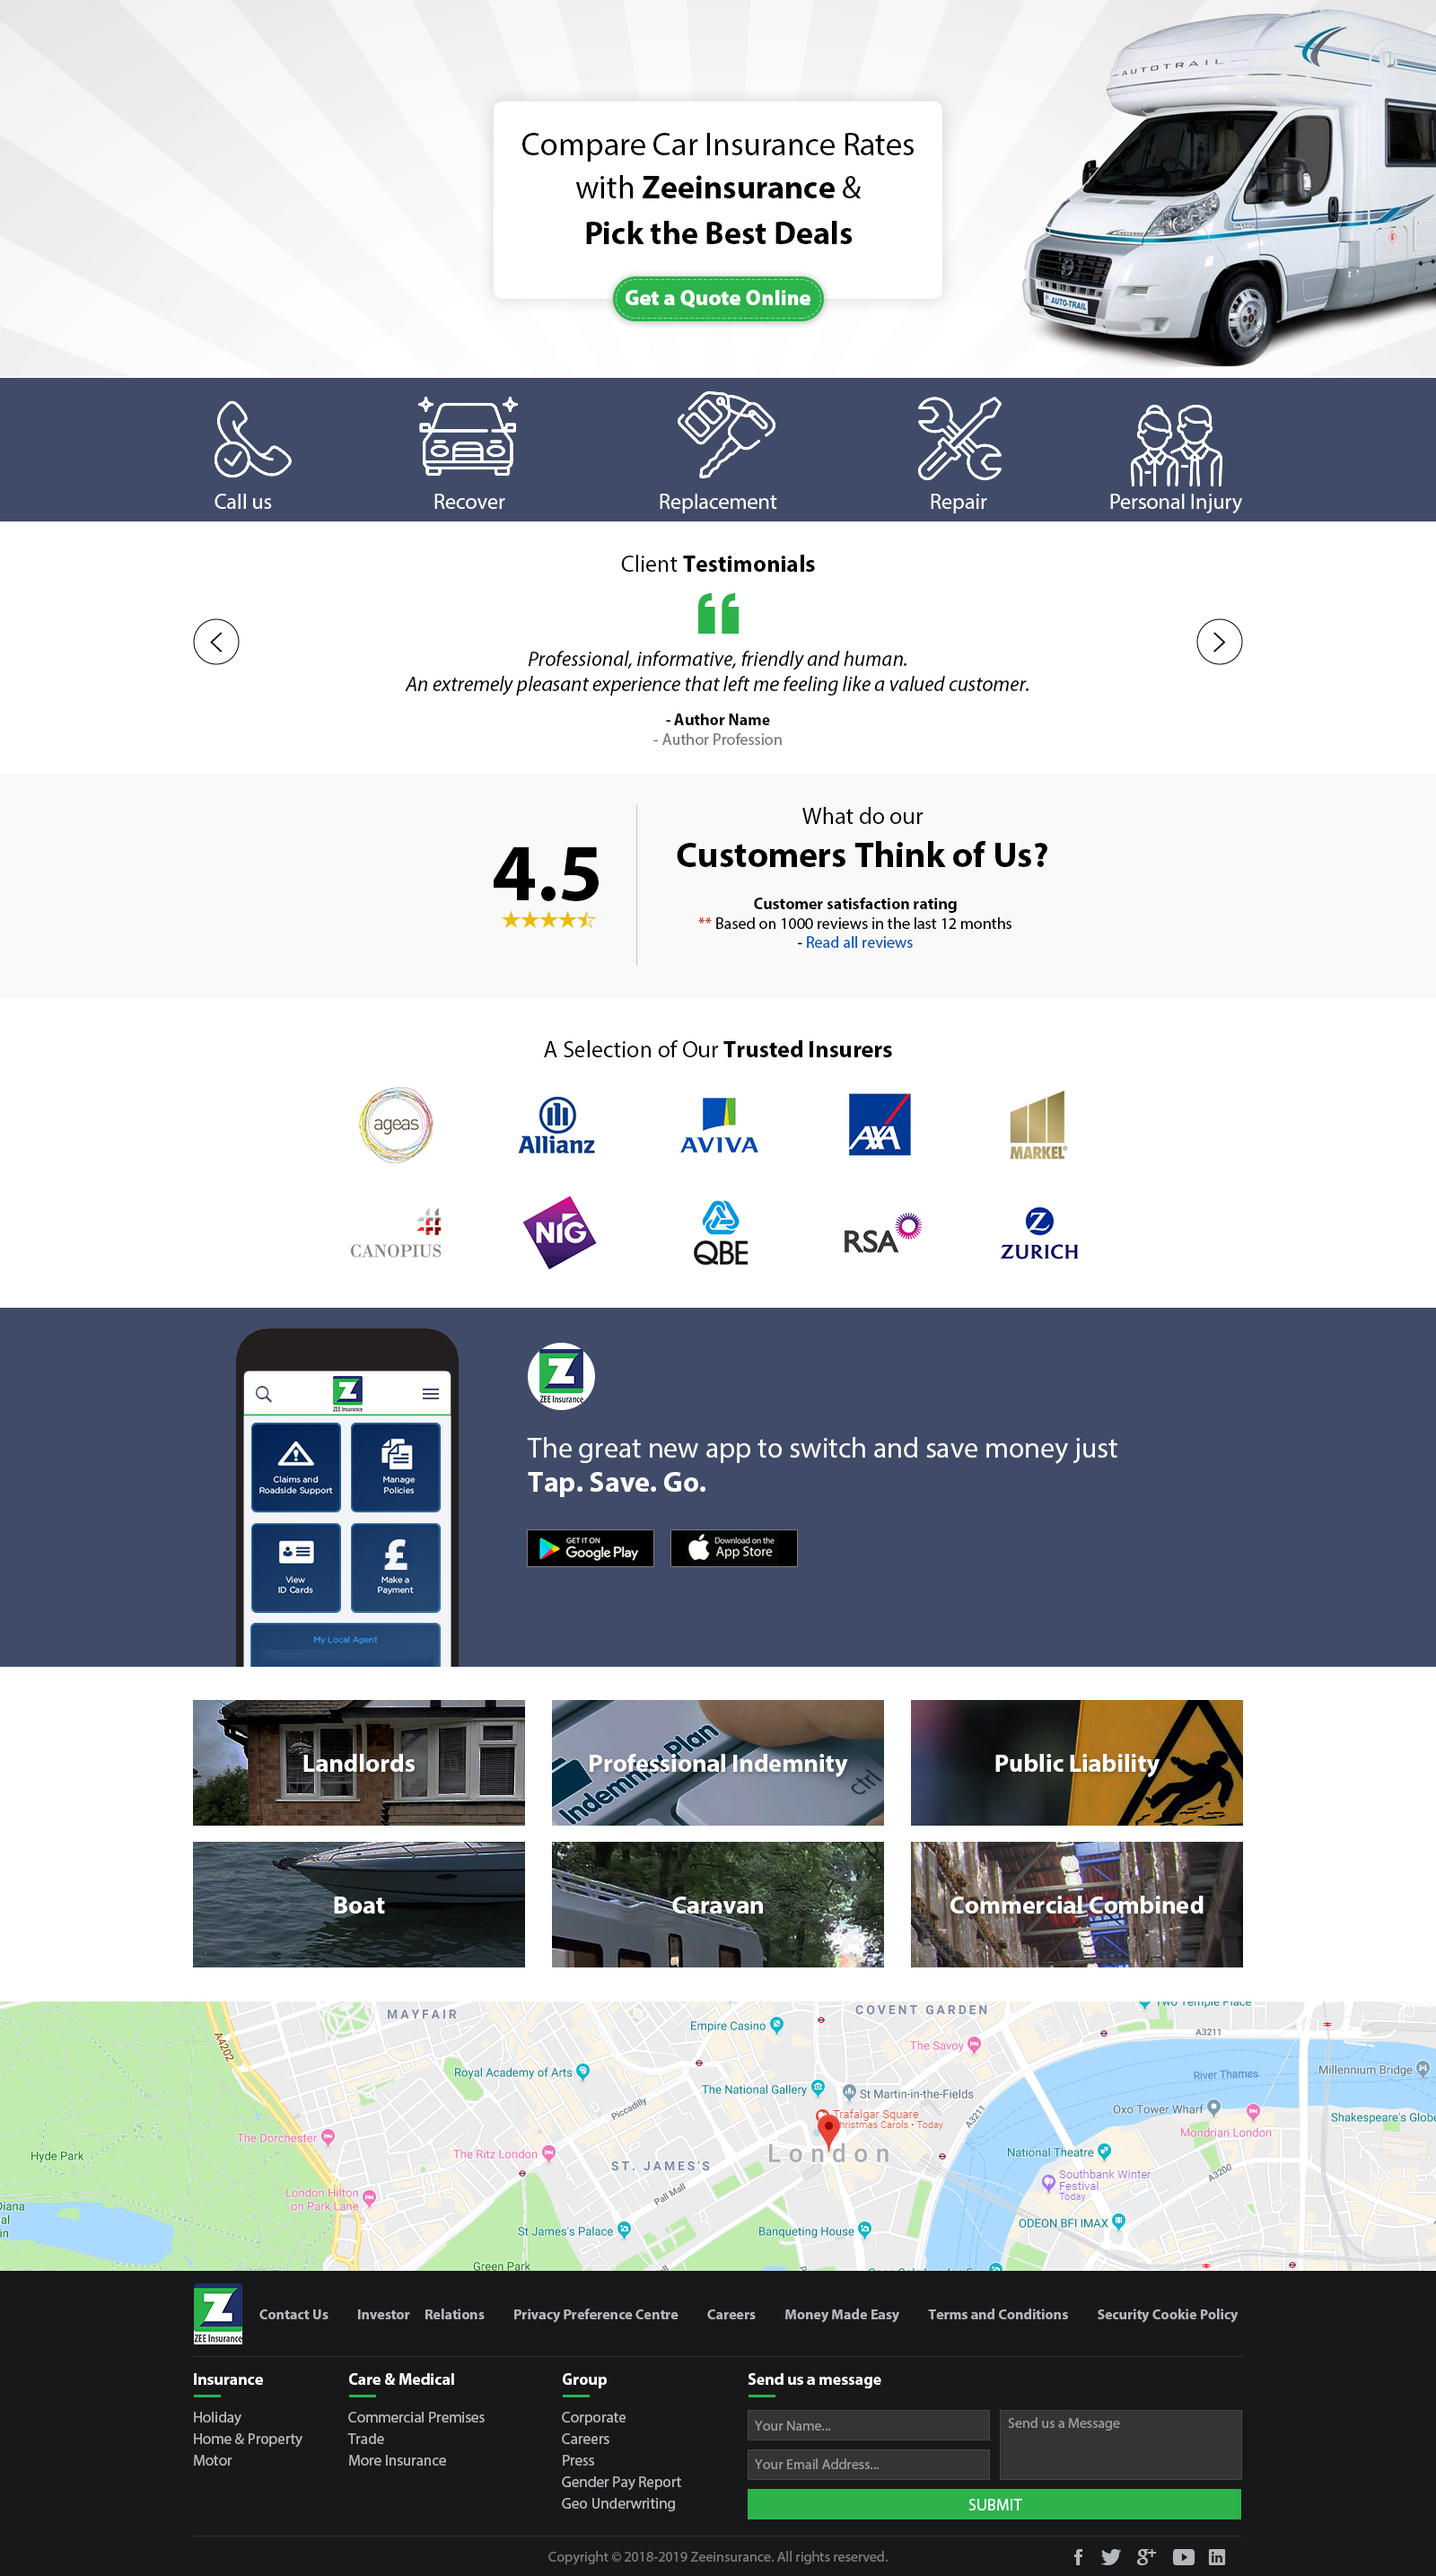 AUTOTRAIL
Compare Car Insurance Rates
with Zeeinsurance &
Pick the Best Deals
Get a Quote Online
AUTO-TRAIL
Call us
Recover
Replacement
Repair
Personal Injury
Client Testimonials
Professional, informative, friendly and human.
An extremely pleasant experience that left me feeling like a valued customer.
- Author Name
- Author Profession
4.5
What do our
Customers Think of Us?
Customer satisfaction rating
** Based on 1000 reviews in the last 12 months
- Read all reviews
A Selection of Our Trusted Insurers
ageas
Allianz
AVIVA
AXA
MARKEL®
CANOPIUS
NIG
QBE
RSA
ZURICH
Z
ZEE Insurance
Claims and
Roadside Support
Manage
Policies
View
ID Cards
£
Make a
Payment
My Local Agent
Z
ZEE Insurance
The great new app to switch and save money just
Tap. Save. Go.
GET IT ON
Google Play
Download on the
App Store
Landlords
Professional Indemnity
Indemnity Plan
ctrl
Public Liability
Boat
Caravan
Commercial Combined
MAYFAIR
COVENT GARDEN
Two Temple Place
A4202
Empire Casino
A3211
The Savoy
Royal Academy of Arts
River Thames
Millennium Bridge
The National Gallery
St Martin-in-the-Fields
Piccadilly
A3211
Oxo Tower Wharf
Trafalgar Square
Christmas Carols • Today
Shakespeare's Globe
The Dorchester
Mondrian London
Hyde Park
The Ritz London
London
National Theatre
ST. JAMES'S
A3200
Southbank Winter
Festival
Today
London Hilton
on Park Lane
Pall Mall
Diana
al
in
St James's Palace
Banqueting House
ODEON BFI IMAX
Green Park
Z
ZEE Insurance
Contact Us
Investor Relations
Privacy Preference Centre
Careers
Money Made Easy
Terms and Conditions
Security Cookie Policy
Insurance
Holiday
Home & Property
Motor
Care & Medical
Commercial Premises
Trade
More Insurance
Group
Corporate
Careers
Press
Gender Pay Report
Geo Underwriting
Send us a message
Your Name...
Your Email Address...
Send us a Message
SUBMIT
Copyright © 2018-2019 Zeeinsurance. All rights reserved.